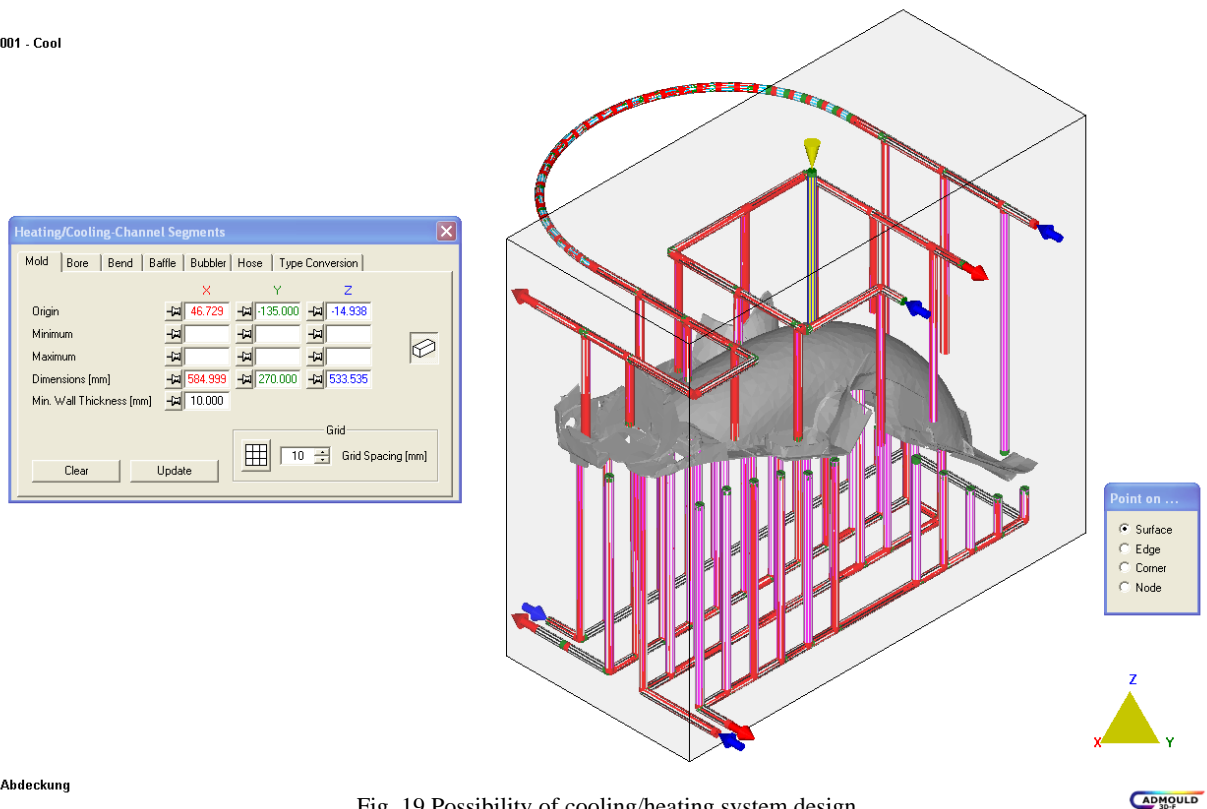 001 - Cool
Heating/Cooling-Channel Segments
Mold Bore Bend Baffle Bubbler Hose Type Conversion
X Y Z
Origin 46.729 -135.000 -14.938
Minimum
Maximum
Dimensions [mm] 584.999 270.000 533.535
Min. Wall Thickness [mm] 10.000
Grid
10 Grid Spacing [mm]
Clear Update
Point on ...
Surface
Edge
Corner
Node
Z
X Y
Abdeckung
Fig. 19 Possibility of cooling/heating system design
ADMOULD
3D-F